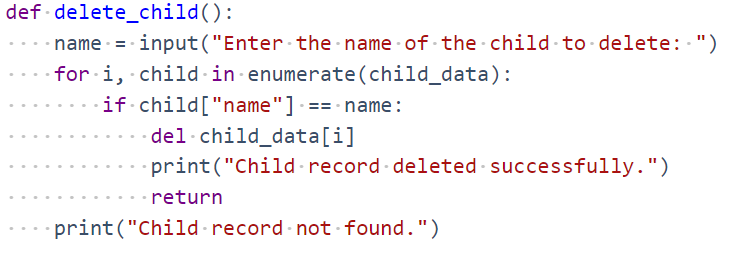 def delete_child():
    name = input("Enter the name of the child to delete: ")
    for i, child in enumerate(child_data):
        if child["name"] == name:
            del child_data[i]
            print("Child record deleted successfully.")
            return
    print("Child record not found.")